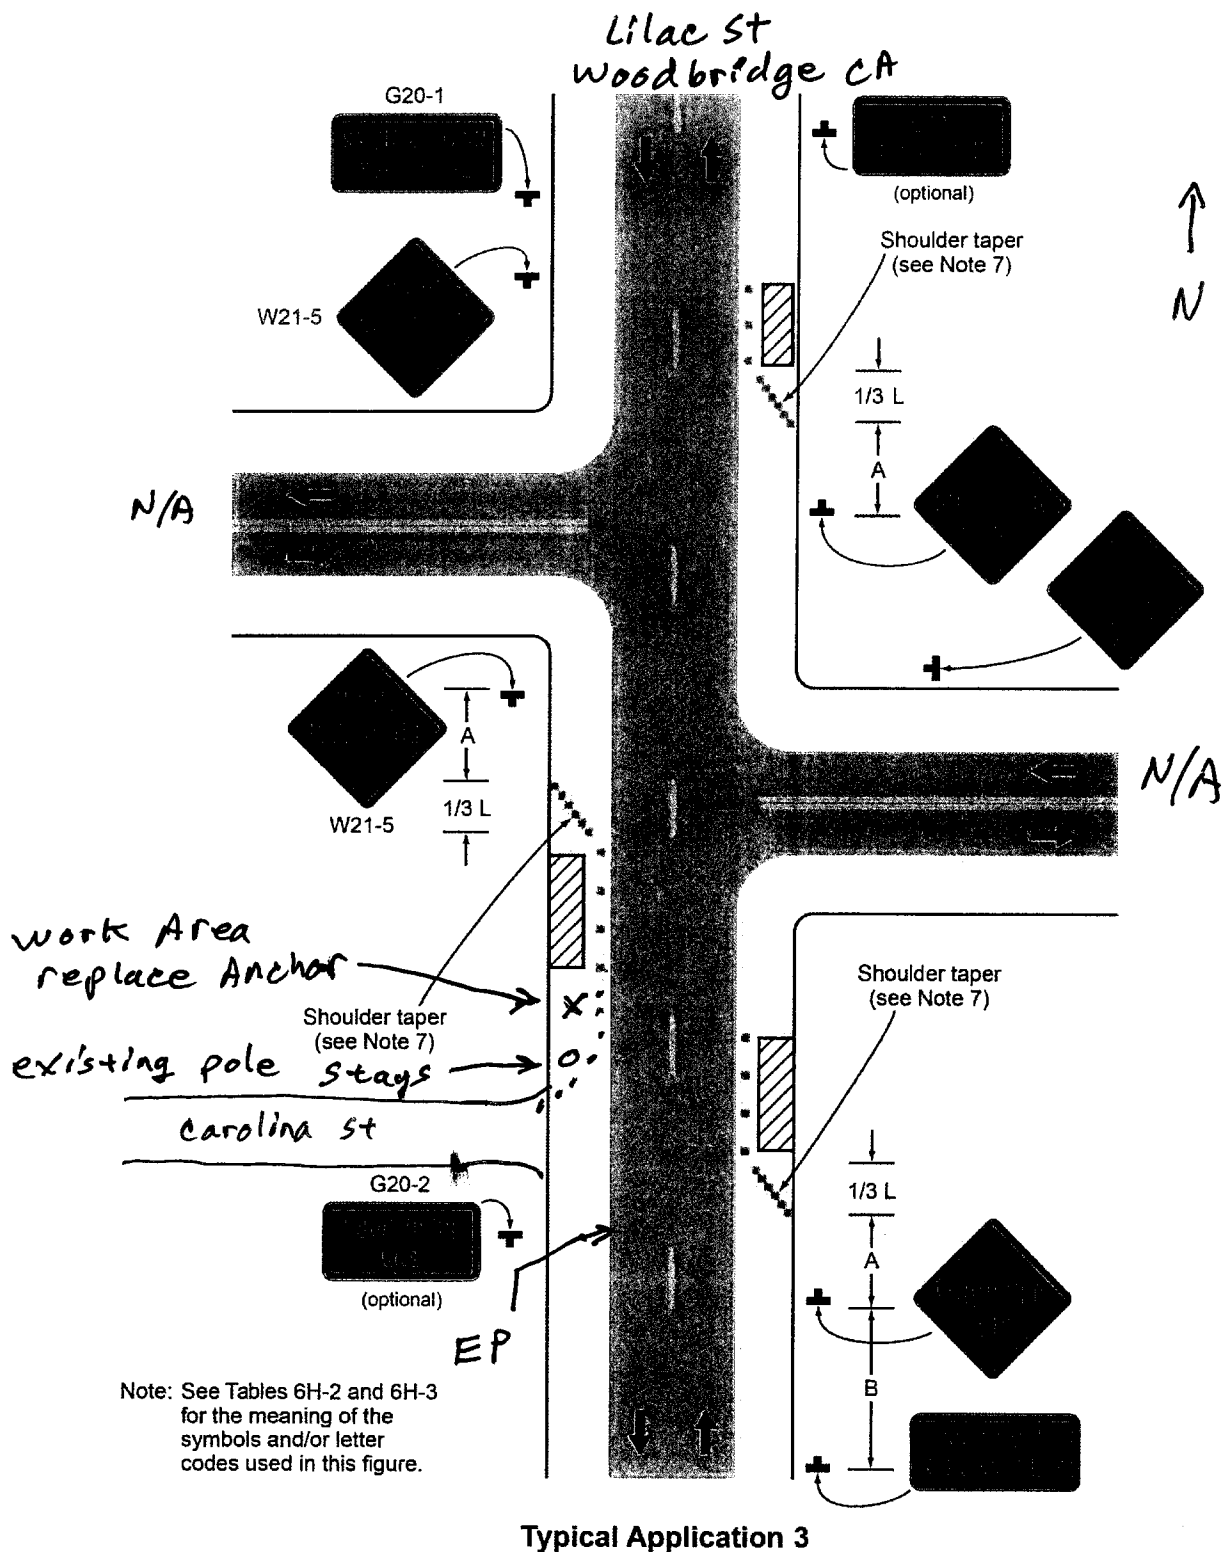 Lilac St
Woodbridge CA
G20-1
(optional)
Shoulder taper
(see Note 7)
N
W21-5
1/3 L
A
N/A
A
N/A
1/3 L
W21-5
Work Area
replace Anchor
Shoulder taper
(see Note 7)
Shoulder taper
(see Note 7)
existing pole stays
Carolina St
G20-2
1/3 L
A
(optional)
EP
B
Note: See Tables 6H-2 and 6H-3
for the meaning of the
symbols and/or letter
codes used in this figure.
Typical Application 3